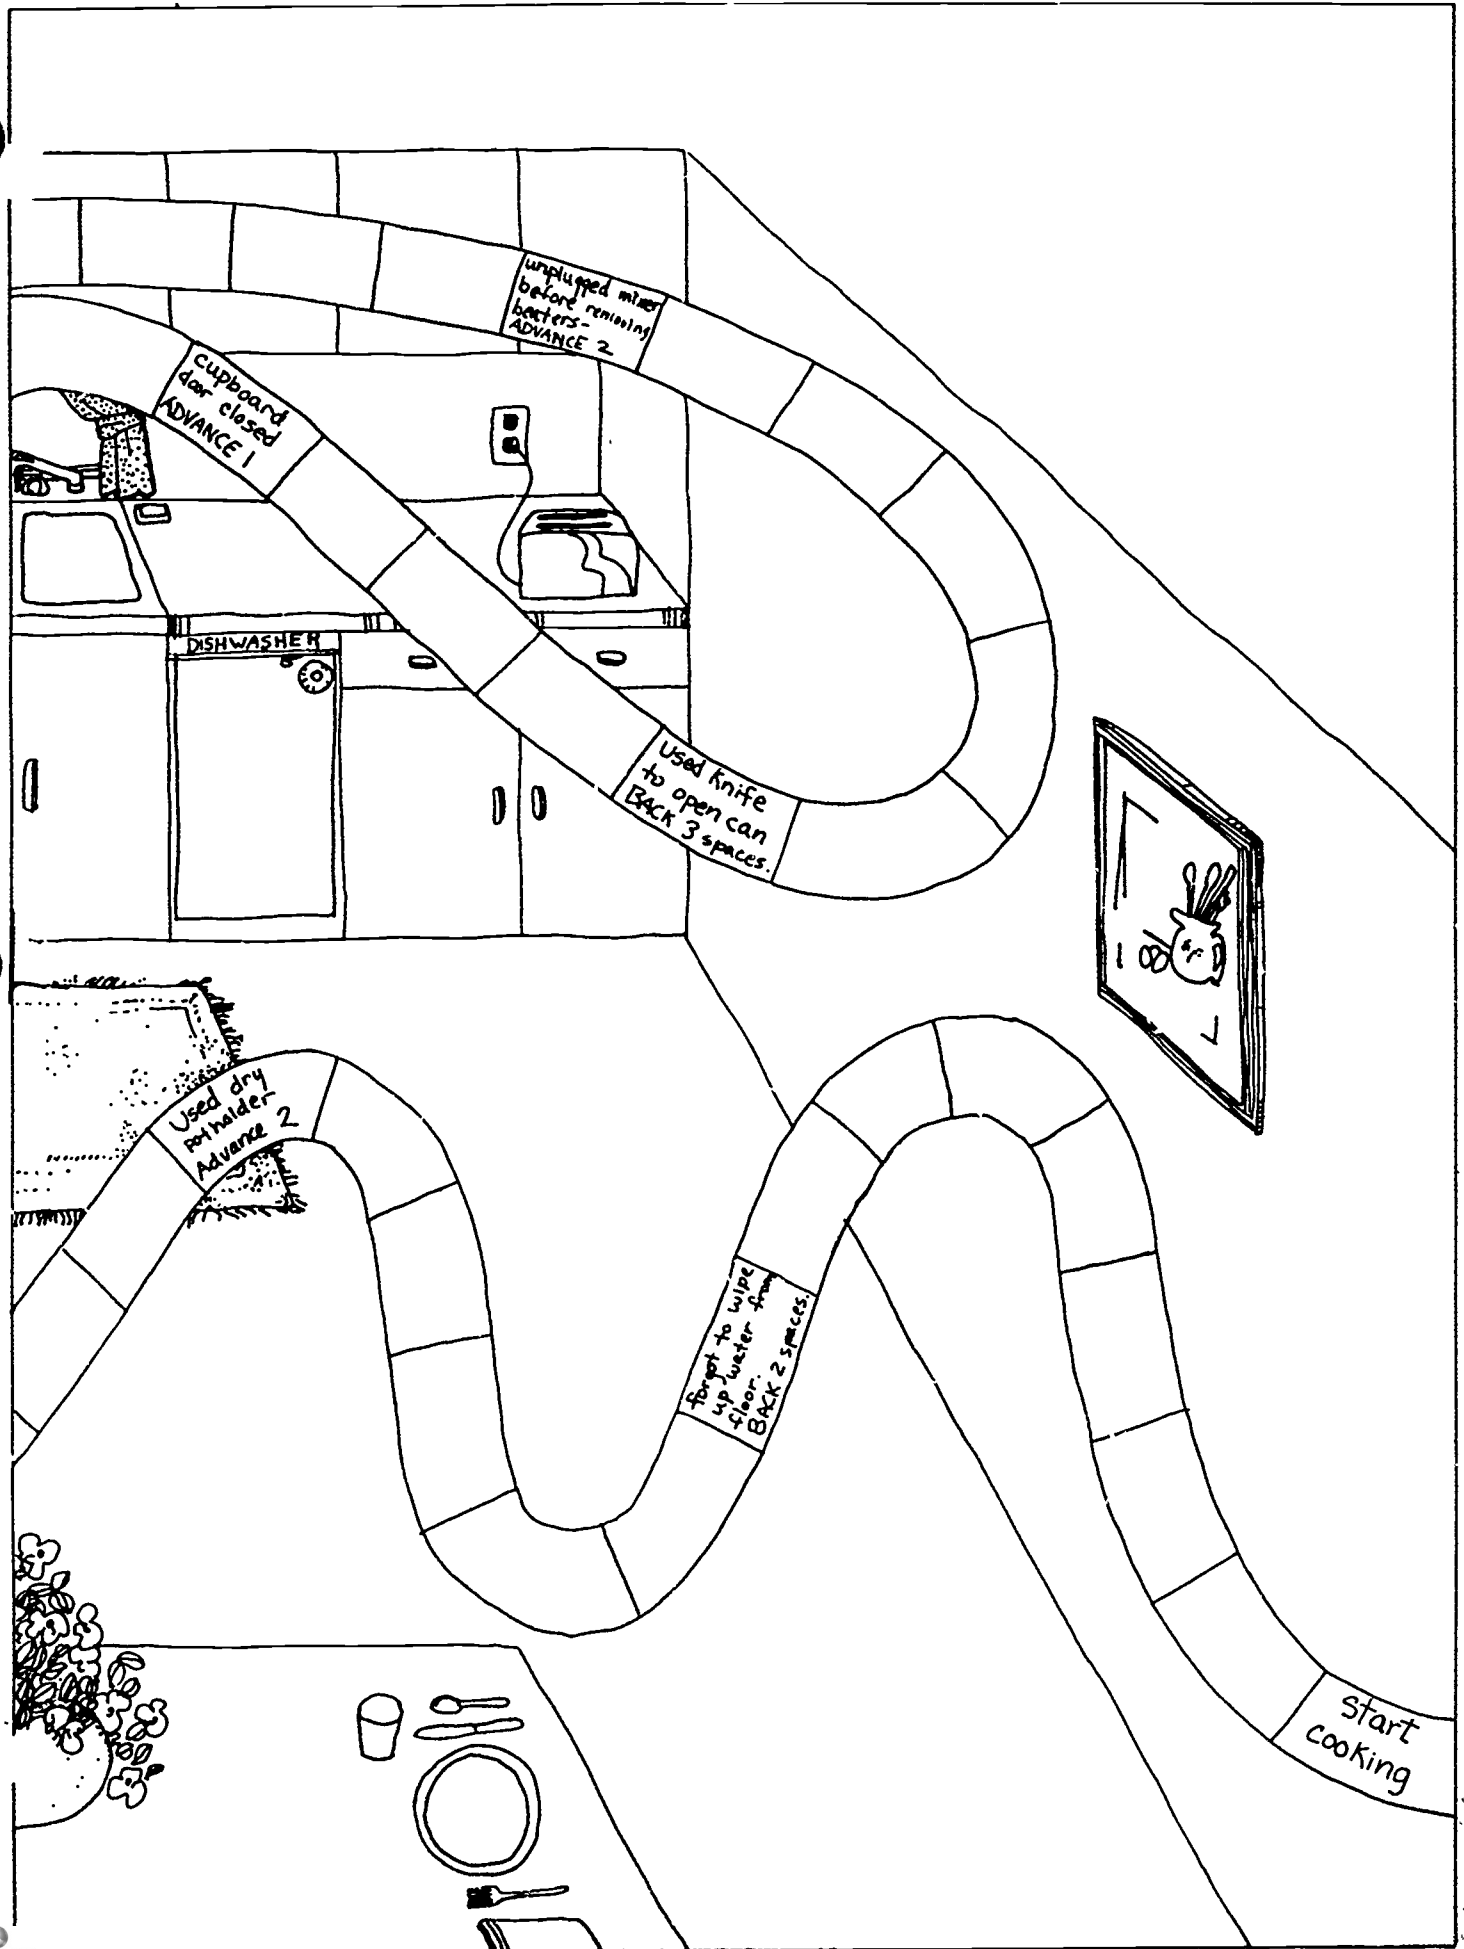 unplugged mixer
before removing
beaters-
ADVANCE 2
cupboard
door closed
ADVANCE 1
DISHWASHER
Used Knife
to open can
BACK 3 spaces.
Used dry
potholder
Advance 2
forgot to wipe
up water from
floor.
BACK 2 spaces.
Start
cooking